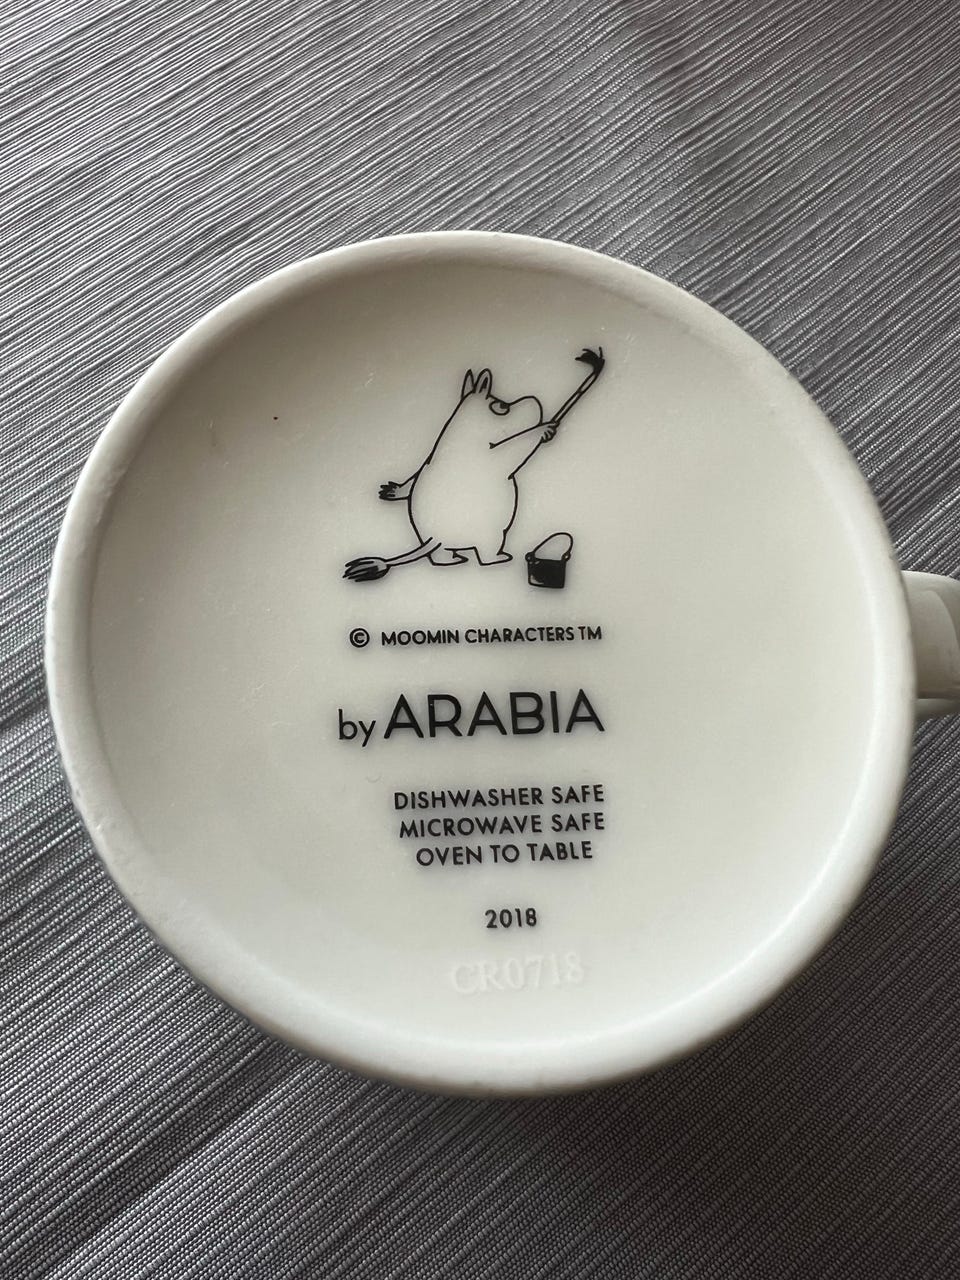 © MOOMIN CHARACTERS TM
by ARABIA
DISHWASHER SAFE
MICROWAVE SAFE
OVEN TO TABLE
2018
CR0718